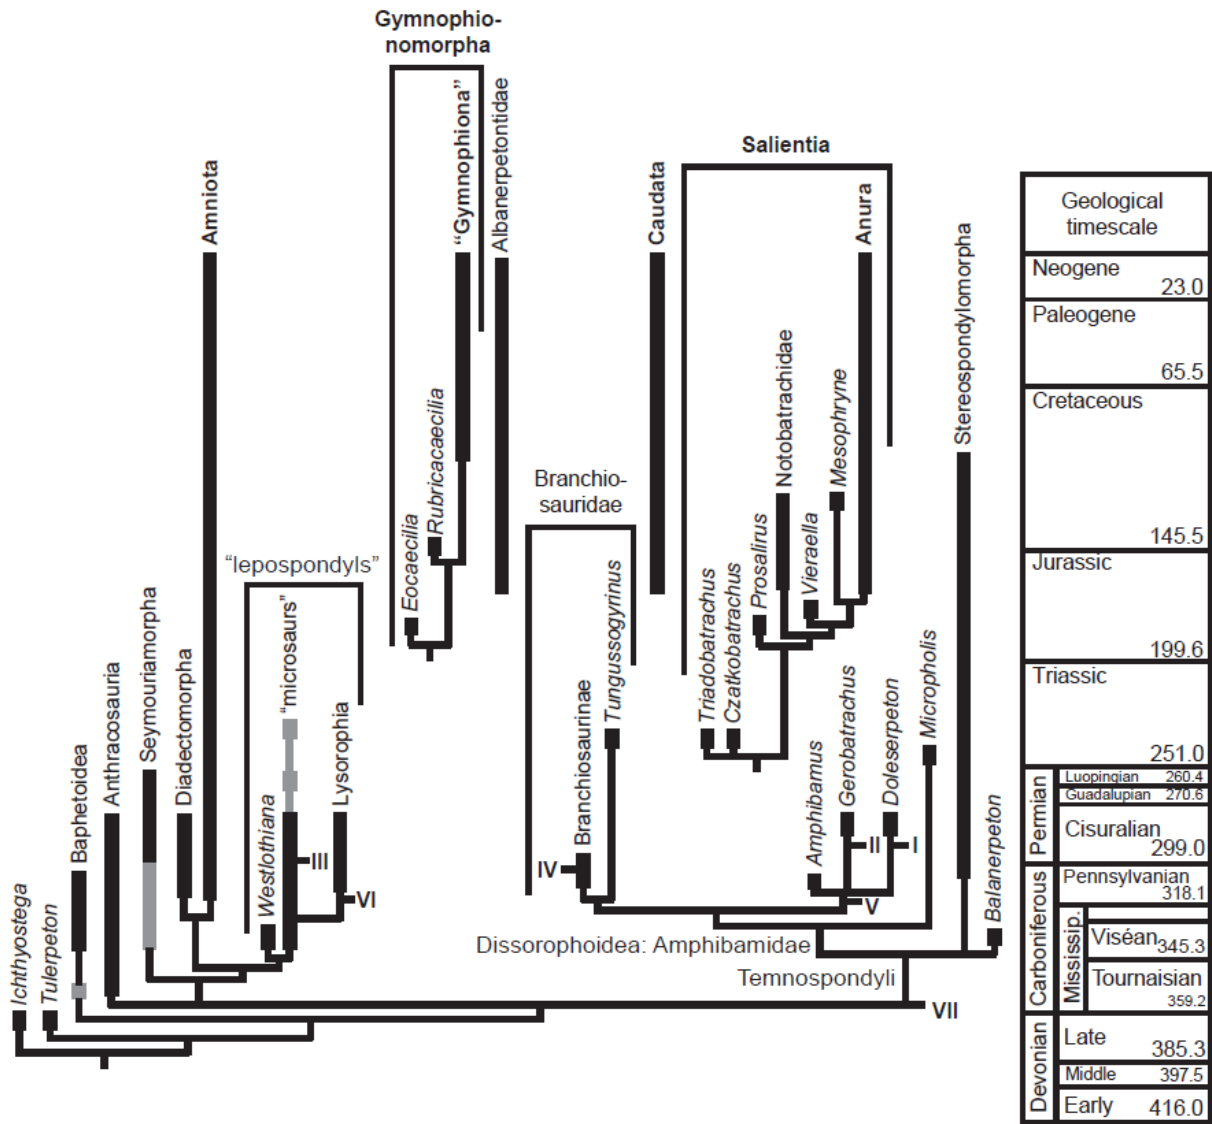 Gymnophio-
nomorpha
"Gymnophiona"
Albanerpetontidae
Salientia
Amniota
Caudata
Anura
Stereospondylomorpha
Notobatrachidae
Mesophryne
Rubricacaecilia
Eocaecilia
Branchio-
sauridae
"lepospondyls"
Prosalirus
Vieraella
Tungussogyrinus
Triadobatrachus
Czatkobatrachus
Micropholis
Anthracosauria
Seymouriamorpha
Diadectomorpha
"microsaurs"
Lysorophia
Branchiosaurinae
Amphibamus
Gerobatrachus
Doleserpeton
Baphetoidea
Westlothiana
Balanerpeton
Ichthyostega
Tulerpeton
III
VI
IV
II
I
V
Dissorophoidea: Amphibamidae
Temnospondyli
VII
Geological
timescale
Neogene
23.0
Paleogene
65.5
Cretaceous
145.5
Jurassic
199.6
Triassic
251.0
Permian
Luopingian 260.4
Guadalupian 270.6
Cisuralian
299.0
Carboniferous
Pennsylvanian
318.1
Mississip.
Viséan 345.3
Tournaisian
359.2
Devonian
Late
385.3
Middle 397.5
Early 416.0